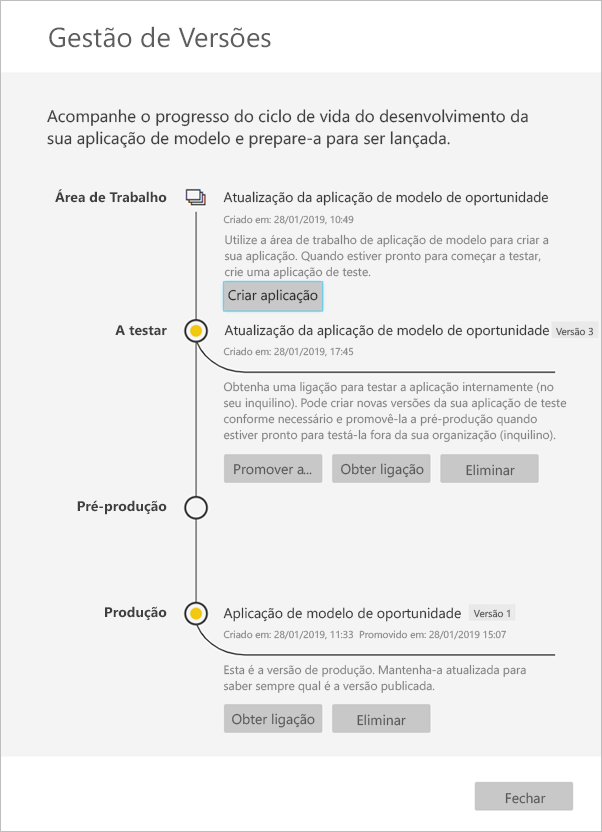 Gestão de Versões
Acompanhe o progresso do ciclo de vida do desenvolvimento da
sua aplicação de modelo e prepare-a para ser lançada.
Área de Trabalho
Atualização da aplicação de modelo de oportunidade
Criado em: 28/01/2019, 10:49
Utilize a área de trabalho de aplicação de modelo para criar a
sua aplicação. Quando estiver pronto para começar a testar,
crie uma aplicação de teste.
Criar aplicação
A testar
Atualização da aplicação de modelo de oportunidade Versão 3
Criado em: 28/01/2019, 17:45
Obtenha uma ligação para testar a aplicação internamente (no
seu inquilino). Pode criar novas versões da sua aplicação de teste
conforme necessário e promovê-la a pré-produção quando
estiver pronto para testá-la fora da sua organização (inquilino).
Promover a... Obter ligação Eliminar
Pré-produção
Produção
Aplicação de modelo de oportunidade Versão 1
Criado em: 28/01/2019, 11:33 Promovido em: 28/01/2019 15:07
Esta é a versão de produção. Mantenha-a atualizada para
saber sempre qual é a versão publicada.
Obter ligação Eliminar
Fechar